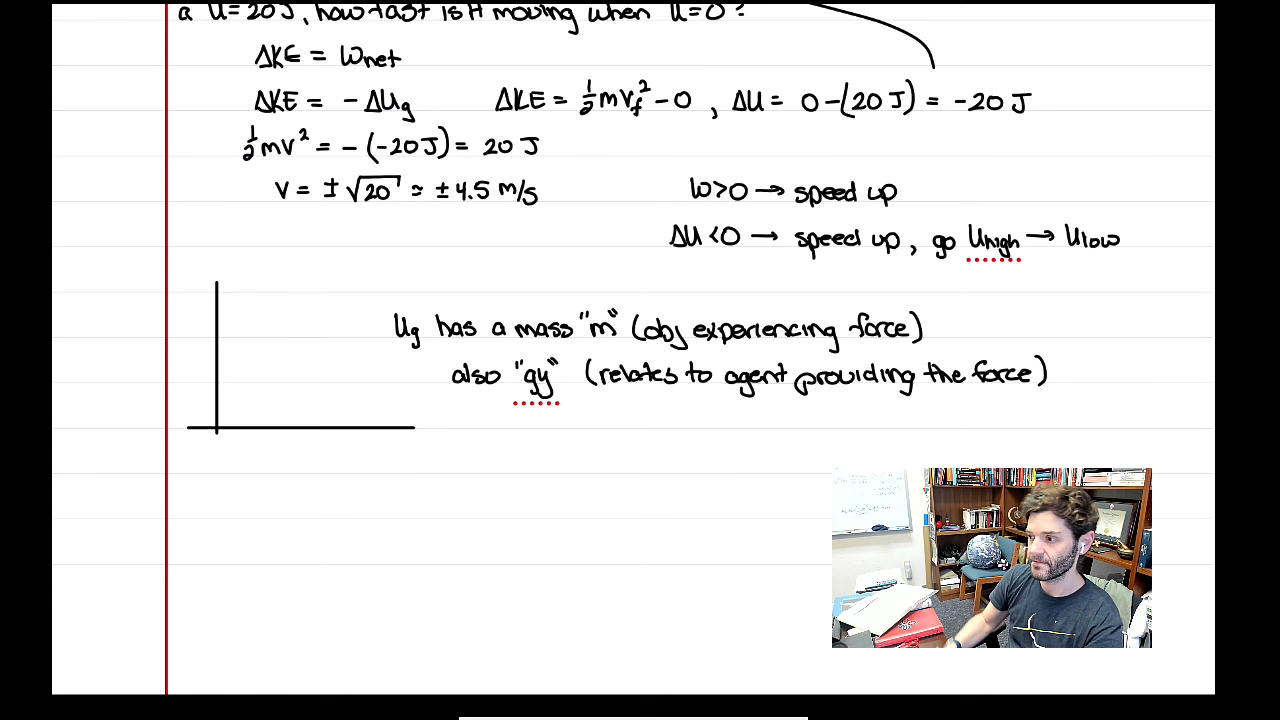 a U=20J, how fast is it moving when U=0?
ΔKE = Wnet
ΔKE = -ΔUg    ΔKE = ½mvf² - 0 , ΔU = 0-(20 J) = -20 J
½mv² = -(-20J) = 20 J
v = ± √20 ≈ ± 4.5 m/s    W>0 → speed up
ΔU<0 → speed up, go Uhigh → Ulow
Ug has a mass "m" (obj experiencing force)
also "gy" (relates to agent providing the force)